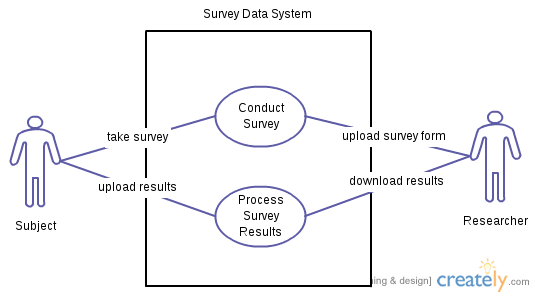 Survey Data System
Conduct
Survey
take survey
upload survey form
upload results
download results
Process
Survey
Results
Subject
Researcher
ing & design]
creately.com